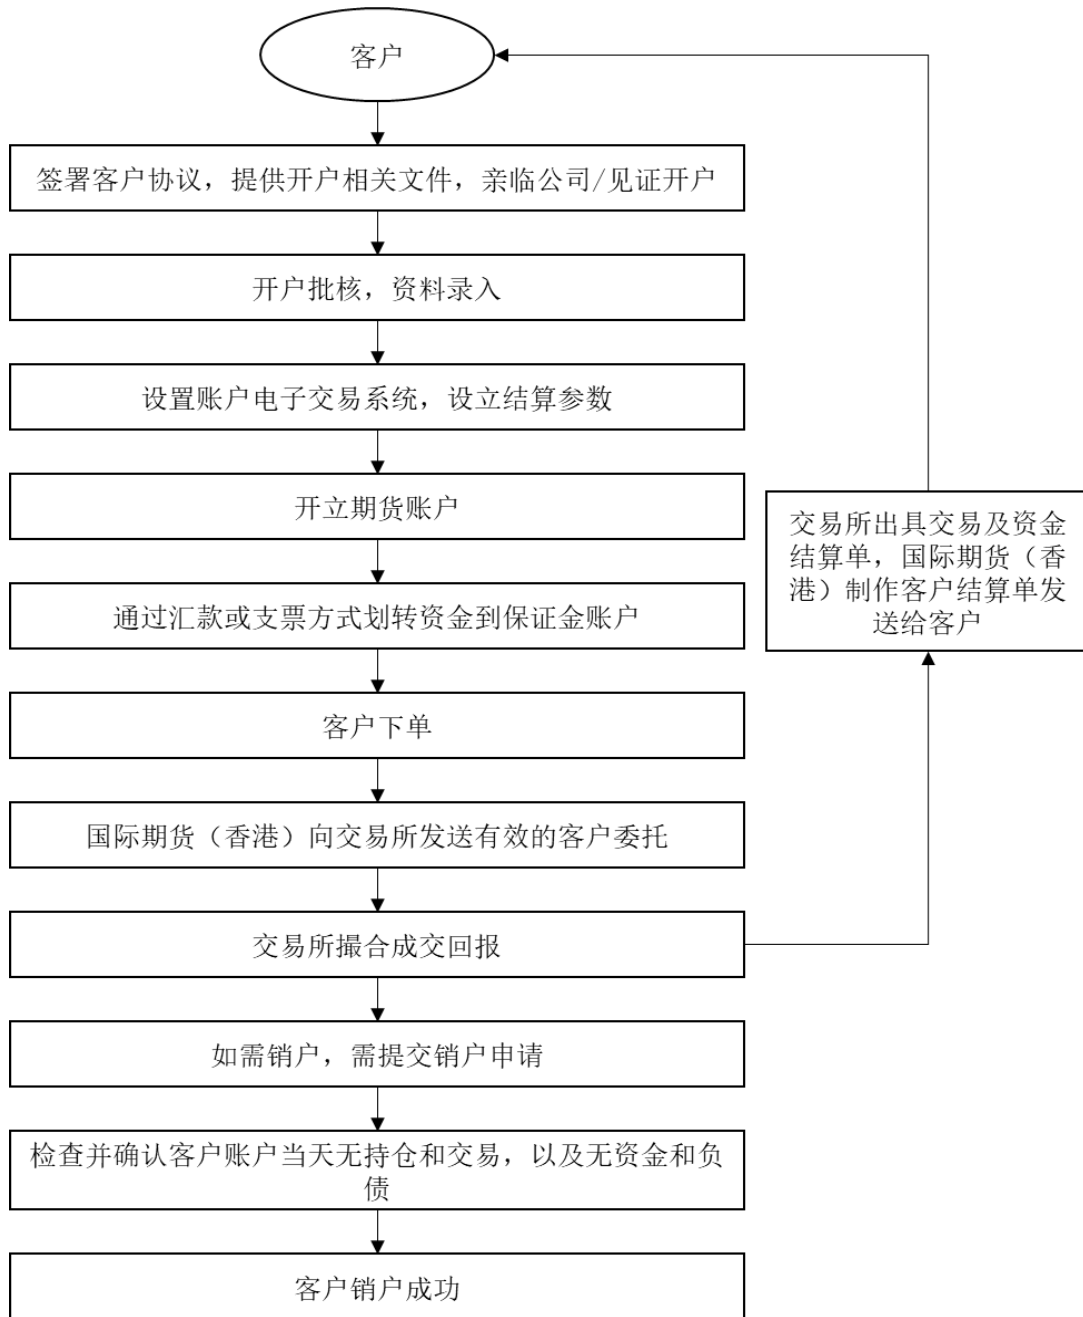 客户
签署客户协议，提供开户相关文件，亲临公司/见证开户
开户批核，资料录入
设置账户电子交易系统，设立结算参数
开立期货账户
通过汇款或支票方式划转资金到保证金账户
客户下单
国际期货（香港）向交易所发送有效的客户委托
交易所撮合成交回报
如需销户，需提交销户申请
检查并确认客户账户当天无持仓和交易，以及无资金和负
债
客户销户成功
交易所出具交易及资金
结算单，国际期货（香
港）制作客户结算单发
送给客户